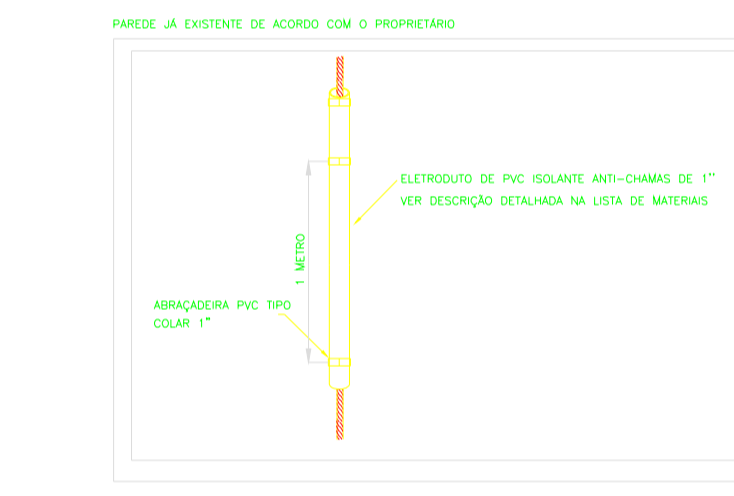 PAREDE JÁ EXISTENTE DE ACORDO COM O PROPRIETÁRIO
ELETRODUTO DE PVC ISOLANTE ANTI-CHAMAS DE 1"
VER DESCRIÇÃO DETALHADA NA LISTA DE MATERIAIS
1 METRO
ABRAÇADEIRA PVC TIPO
COLAR 1"